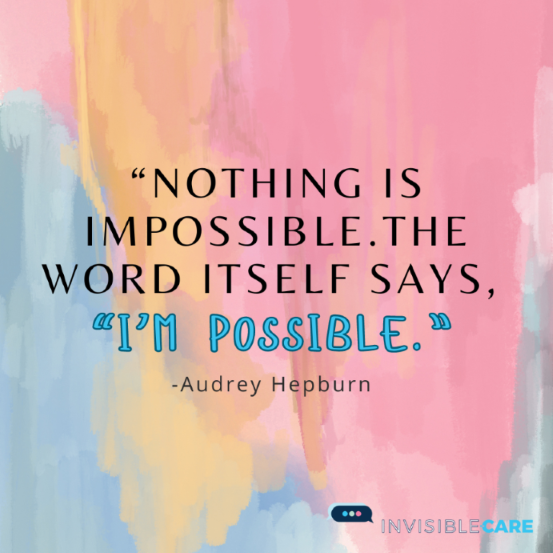 “NOTHING IS
IMPOSSIBLE.THE
WORD ITSELF SAYS,
“I’M POSSIBLE.”
-Audrey Hepburn
INVISIBLECARE